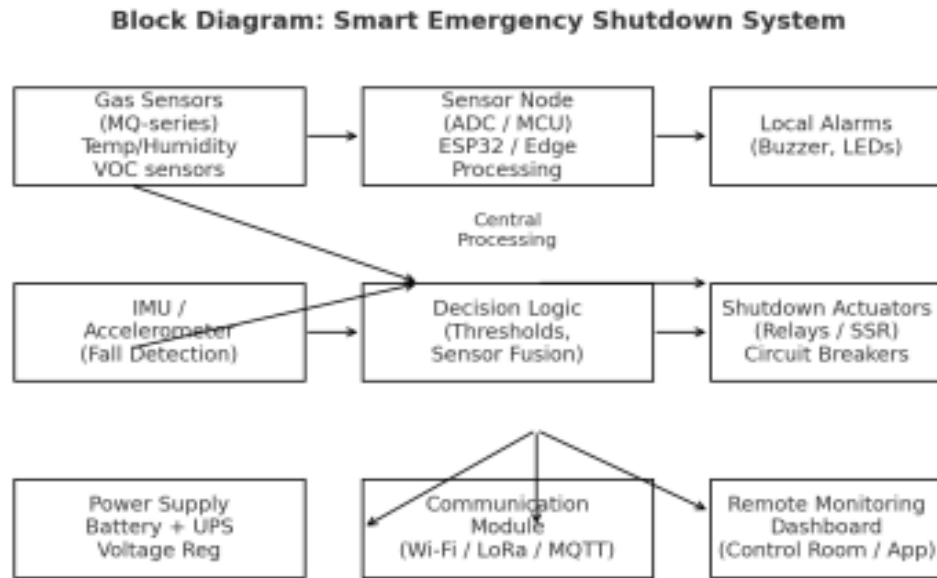 Block Diagram: Smart Emergency Shutdown System
Gas Sensors
(MQ-series)
Temp/Humidity
VOC sensors
Sensor Node
(ADC / MCU)
ESP32 / Edge
Processing
Local Alarms
(Buzzer, LEDs)
Central
Processing
IMU /
Accelerometer
(Fall Detection)
Decision Logic
(Thresholds,
Sensor Fusion)
Shutdown Actuators
(Relays / SSR)
Circuit Breakers
Power Supply
Battery + UPS
Voltage Reg
Communication
Module
(Wi-Fi / LoRa / MQTT)
Remote Monitoring
Dashboard
(Control Room / App)